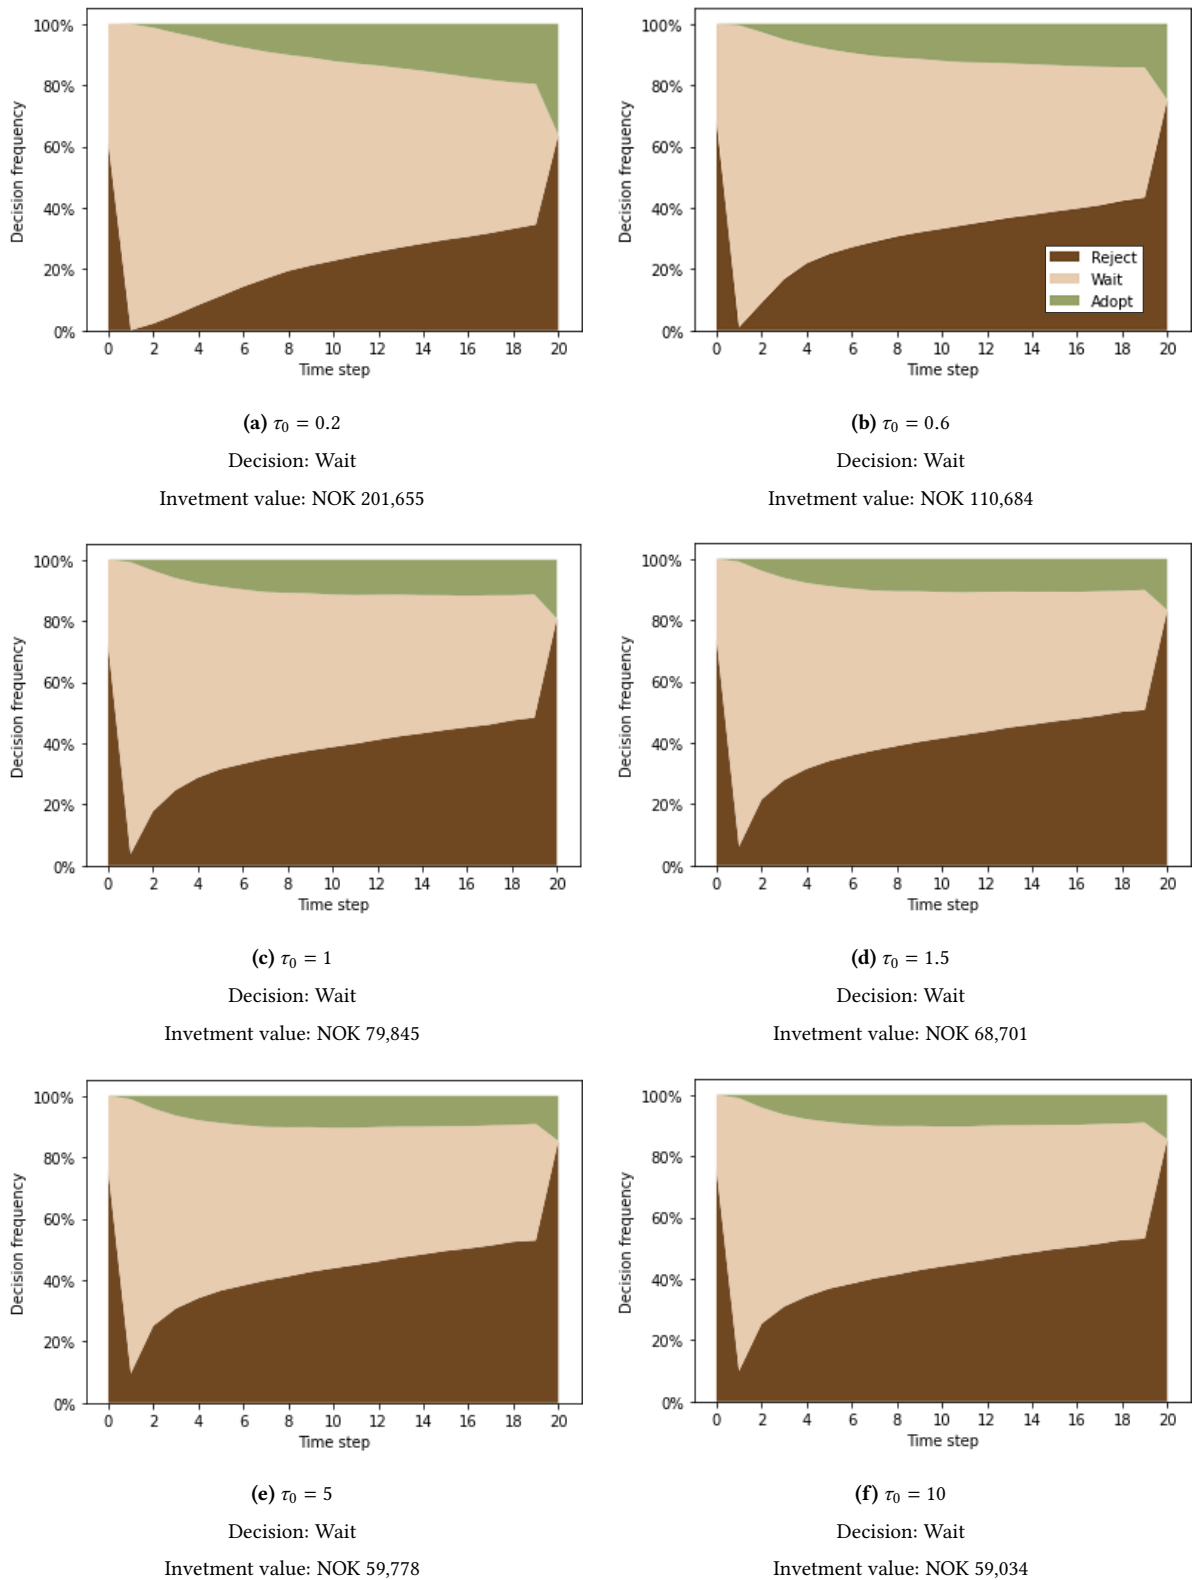 100%
80%
60%
40%
20%
0%
Decision frequency
0 2 4 6 8 10 12 14 16 18 20
Time step
(a) τ₀ = 0.2
Decision: Wait
Invetment value: NOK 201,655
100%
80%
60%
40%
20%
0%
Decision frequency
Reject
Wait
Adopt
0 2 4 6 8 10 12 14 16 18 20
Time step
(b) τ₀ = 0.6
Decision: Wait
Invetment value: NOK 110,684
100%
80%
60%
40%
20%
0%
Decision frequency
0 2 4 6 8 10 12 14 16 18 20
Time step
(c) τ₀ = 1
Decision: Wait
Invetment value: NOK 79,845
100%
80%
60%
40%
20%
0%
Decision frequency
0 2 4 6 8 10 12 14 16 18 20
Time step
(d) τ₀ = 1.5
Decision: Wait
Invetment value: NOK 68,701
100%
80%
60%
40%
20%
0%
Decision frequency
0 2 4 6 8 10 12 14 16 18 20
Time step
(e) τ₀ = 5
Decision: Wait
Invetment value: NOK 59,778
100%
80%
60%
40%
20%
0%
Decision frequency
0 2 4 6 8 10 12 14 16 18 20
Time step
(f) τ₀ = 10
Decision: Wait
Invetment value: NOK 59,034